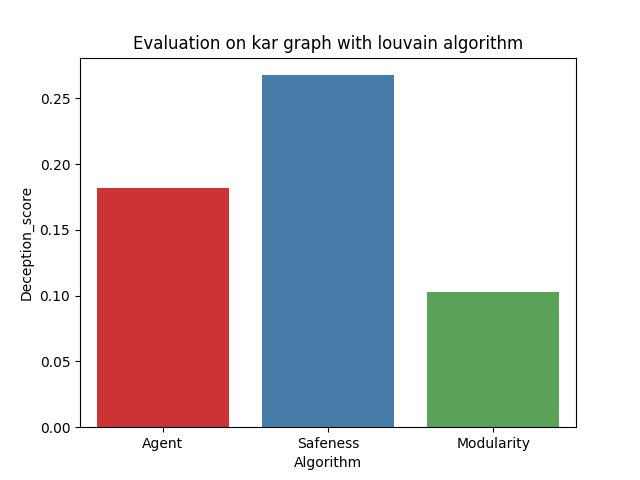 Evaluation on kar graph with louvain algorithm
Deception_score
0.25
0.20
0.15
0.10
0.05
0.00
Agent
Safeness
Modularity
Algorithm